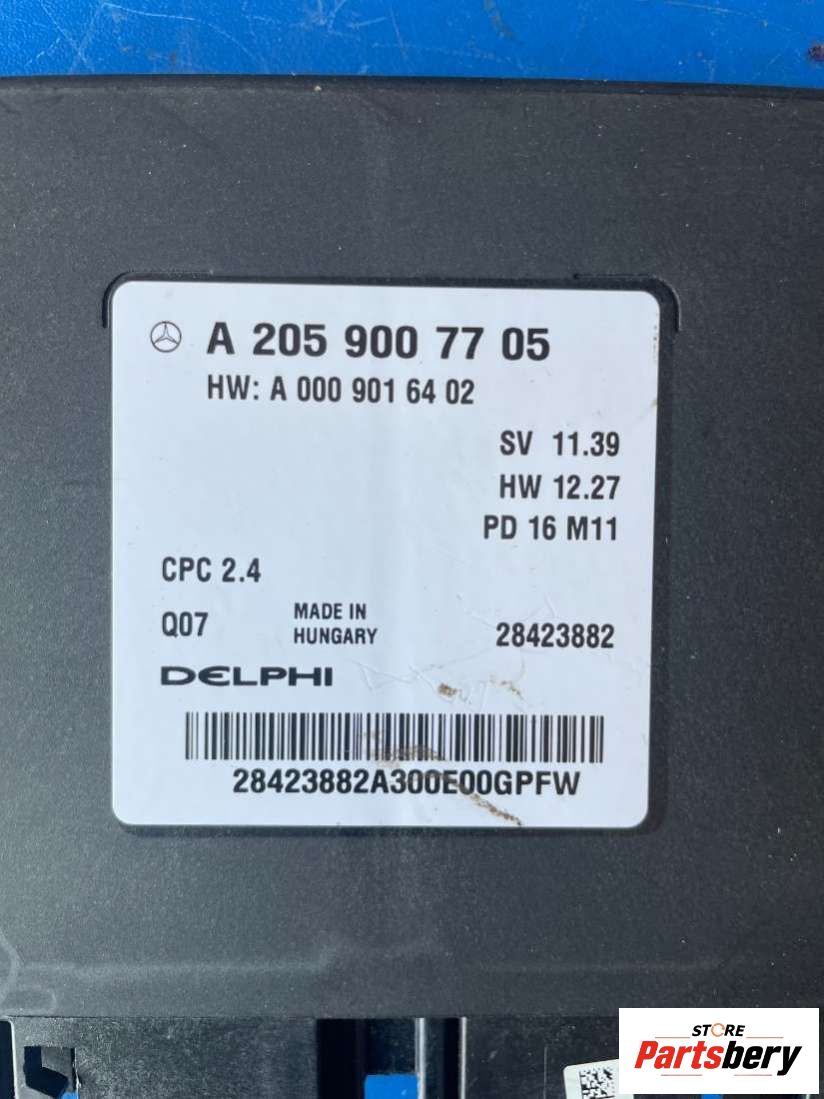 A 205 900 77 05
HW: A 000 901 64 02
SV 11.39
HW 12.27
PD 16 M11
CPC 2.4
Q07
MADE IN
HUNGARY
28423882
DELPHI
28423882A300E00GPFW
STORE
Partsbery